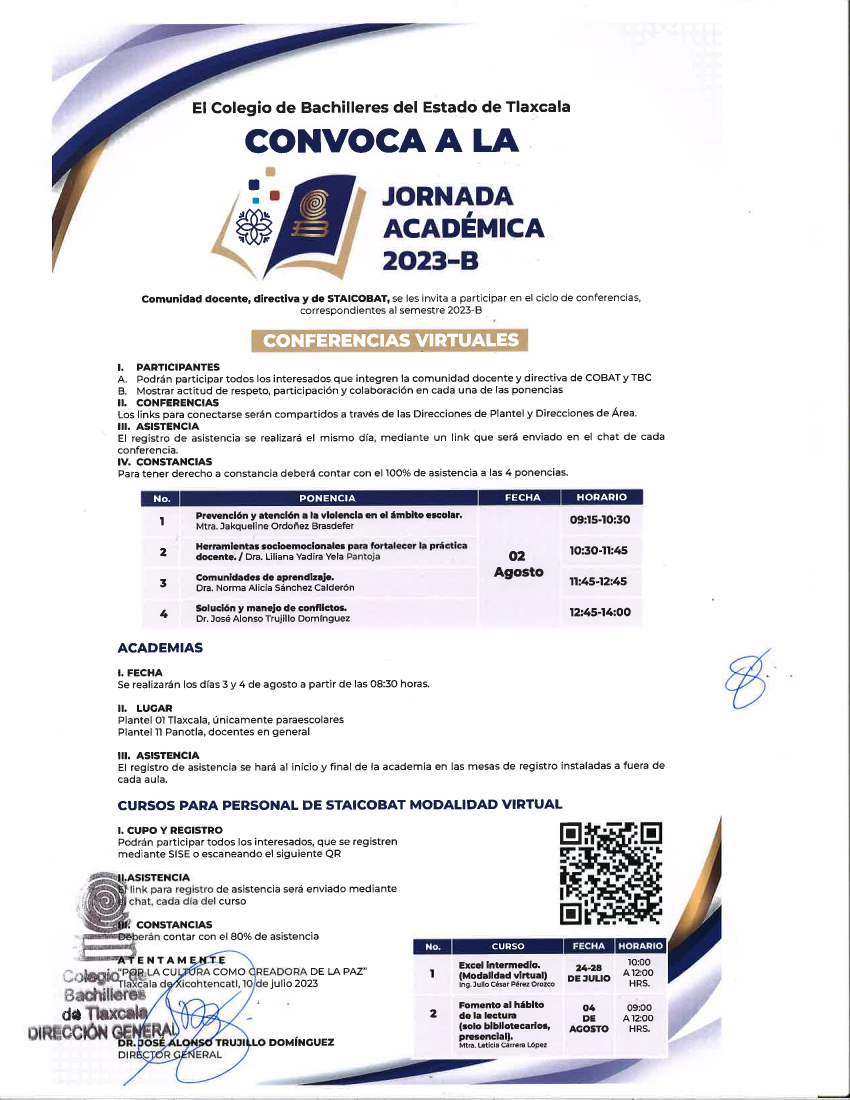 El Colegio de Bachilleres del Estado de Tlaxcala
CONVOCA A LA
JORNADA
ACADÉMICA
2023-B
Comunidad docente, directiva y de STAICOBAT, se les invita a participar en el ciclo de conferencias,
correspondientes al semestre 2023-B
CONFERENCIAS VIRTUALES
I. PARTICIPANTES
A. Podrán participar todos los interesados que integren la comunidad docente y directiva de COBAT y TBC
B. Mostrar actitud de respeto, participación y colaboración en cada una de las ponencias
II. CONFERENCIAS
Los links para conectarse serán compartidos a través de las Direcciones de Plantel y Direcciones de Área.
III. ASISTENCIA
El registro de asistencia se realizará el mismo día, mediante un link que será enviado en el chat de cada
conferencia.
IV. CONSTANCIAS
Para tener derecho a constancia deberá contar con el 100% de asistencia a las 4 ponencias.
No. PONENCIA FECHA HORARIO
1 Prevención y atención a la violencia en el ámbito escolar. 09:15-10:30
Mtra. Jakqueline Ordoñez Brasdefer
2 Herramientas socioemocionales para fortalecer la práctica 10:30-11:45
docente. / Dra. Liliana Yadira Yela Pantoja
02
Agosto
3 Comunidades de aprendizaje. 11:45-12:45
Dra. Norma Alicia Sánchez Calderón
4 Solución y manejo de conflictos. 12:45-14:00
Dr. José Alonso Trujillo Domínguez
ACADEMIAS
I. FECHA
Se realizarán los días 3 y 4 de agosto a partir de las 08:30 horas.
II. LUGAR
Plantel 01 Tlaxcala, únicamente paraescolares
Plantel 11 Panotla, docentes en general
III. ASISTENCIA
El registro de asistencia se hará al inicio y final de la academia en las mesas de registro instaladas a fuera de
cada aula.
CURSOS PARA PERSONAL DE STAICOBAT MODALIDAD VIRTUAL
I. CUPO Y REGISTRO
Podrán participar todos los interesados, que se registren
mediante SISE o escaneando el siguiente QR
II.ASISTENCIA
El link para registro de asistencia será enviado mediante
el chat, cada día del curso
III. CONSTANCIAS
Deberán contar con el 80% de asistencia
A T E N T A M E N T E
"POR LA CULTURA COMO CREADORA DE LA PAZ"
Tlaxcala de Xicohtencatl, 10 de julio 2023
Colegio de
Bachilleres
de Tlaxcala
DIRECCIÓN GENERAL
DR. JOSÉ ALONSO TRUJILLO DOMÍNGUEZ
DIRECTOR GENERAL
No. CURSO FECHA HORARIO
1
Excel intermedio.
(Modalidad virtual)
Ing. Julio César Pérez Orozco
24-28
DE JULIO
10:00
A 12:00
HRS.
2
Fomento al hábito
de la lectura
(solo bibliotecarios,
presencial).
Mtra. Leticia Carrera López
04
DE
AGOSTO
09:00
A 12:00
HRS.